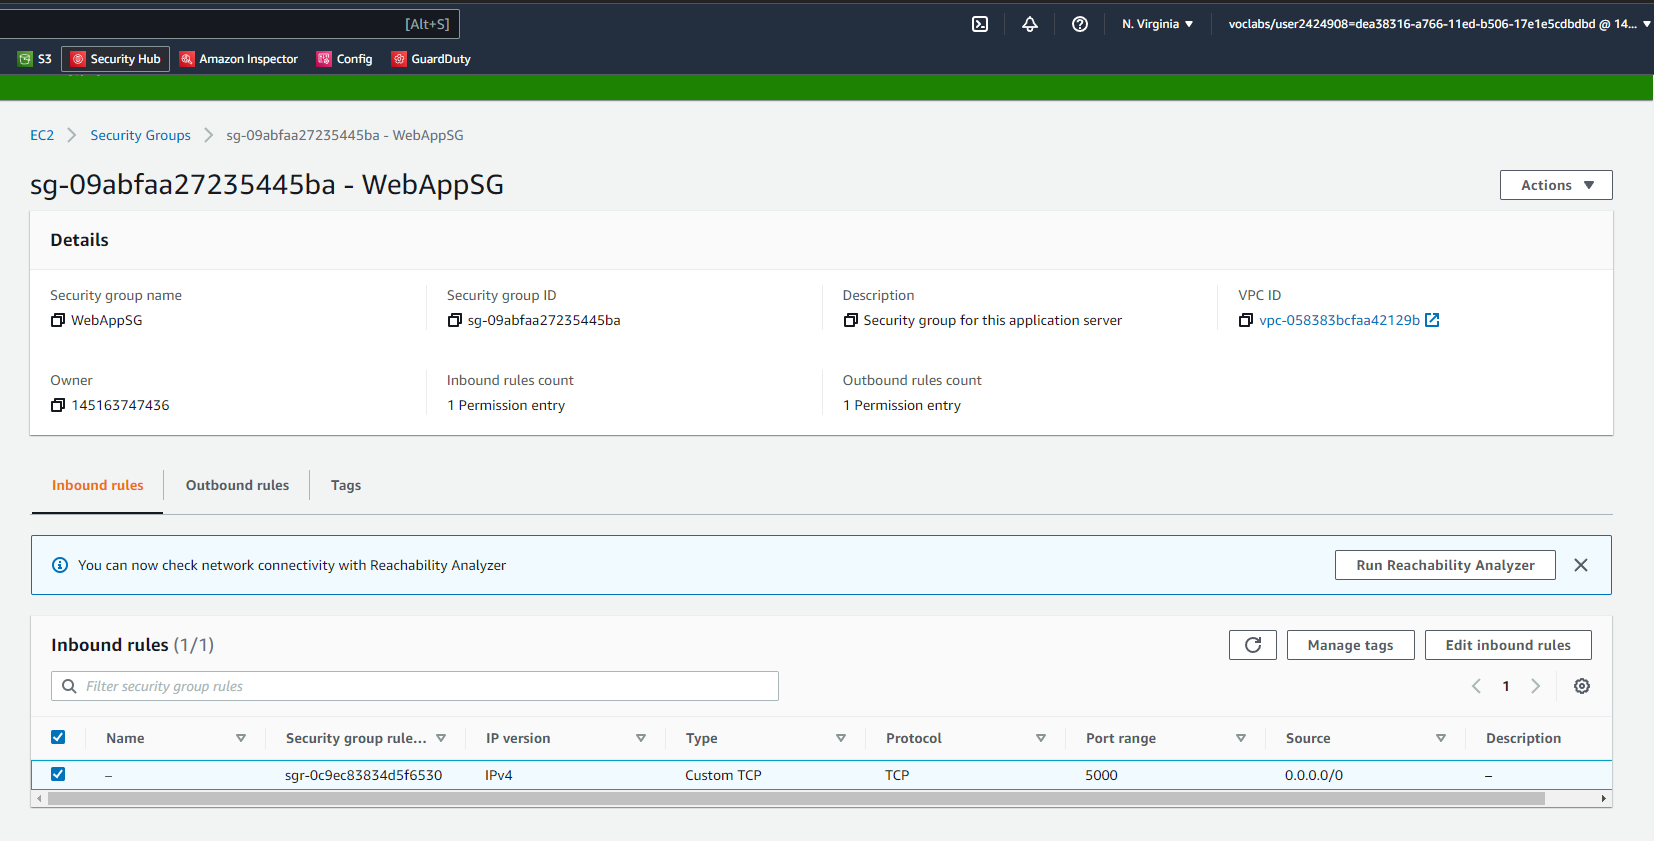 [Alt+S]
N. Virginia
voclabs/user2424908=dea38316-a766-11ed-b506-17e1e5cdbdbd @ 14...
S3
Security Hub
Amazon Inspector
Config
GuardDuty
EC2
Security Groups
sg-09abfaa27235445ba - WebAppSG
sg-09abfaa27235445ba - WebAppSG
Actions
Details
Security group name
WebAppSG
Security group ID
sg-09abfaa27235445ba
Description
Security group for this application server
VPC ID
vpc-058383bcfaa42129b
Owner
145163747436
Inbound rules count
1 Permission entry
Outbound rules count
1 Permission entry
Inbound rules
Outbound rules
Tags
You can now check network connectivity with Reachability Analyzer
Run Reachability Analyzer
Inbound rules (1/1)
Manage tags
Edit inbound rules
Filter security group rules
1
Name
Security group rule...
IP version
Type
Protocol
Port range
Source
Description
–
sgr-0c9ec83834d5f6530
IPv4
Custom TCP
TCP
5000
0.0.0.0/0
–